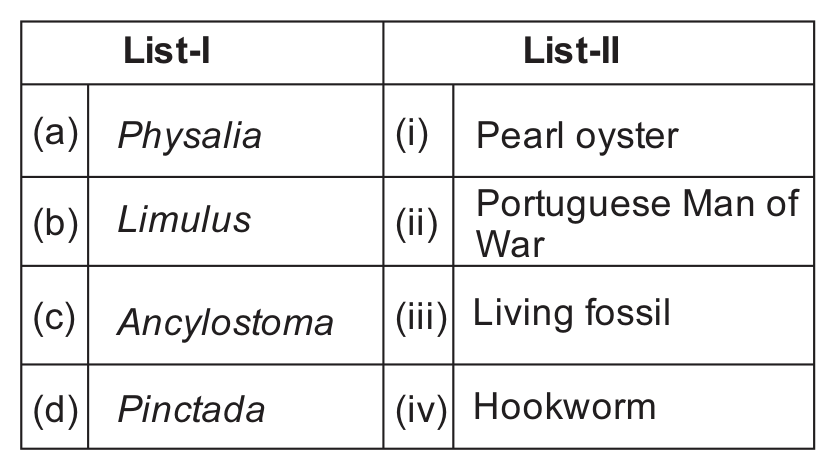 List-I List-II
(a) Physalia (i) Pearl oyster
(b) Limulus (ii) Portuguese Man of
War
(c) Ancylostoma (iii) Living fossil
(d) Pinctada (iv) Hookworm